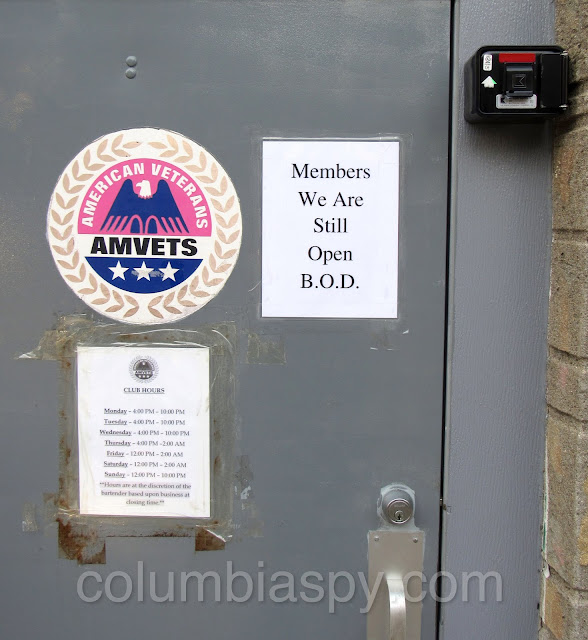 AMERICAN VETERANS
AMVETS
Members
We Are
Still
Open
B.O.D.
AMVETS
CLUB HOURS
Monday – 4:00 PM – 10:00 PM
Tuesday – 4:00 PM – 10:00 PM
Wednesday – 4:00 PM – 10:00 PM
Thursday – 4:00 PM –2:00 AM
Friday – 12:00 PM – 2:00 AM
Saturday – 12:00 PM – 2:00 AM
Sunday – 12:00 PM – 10:00 PM
**Hours are at the discretion of the
bartender based upon business at
closing time.**
columbiaspy.com